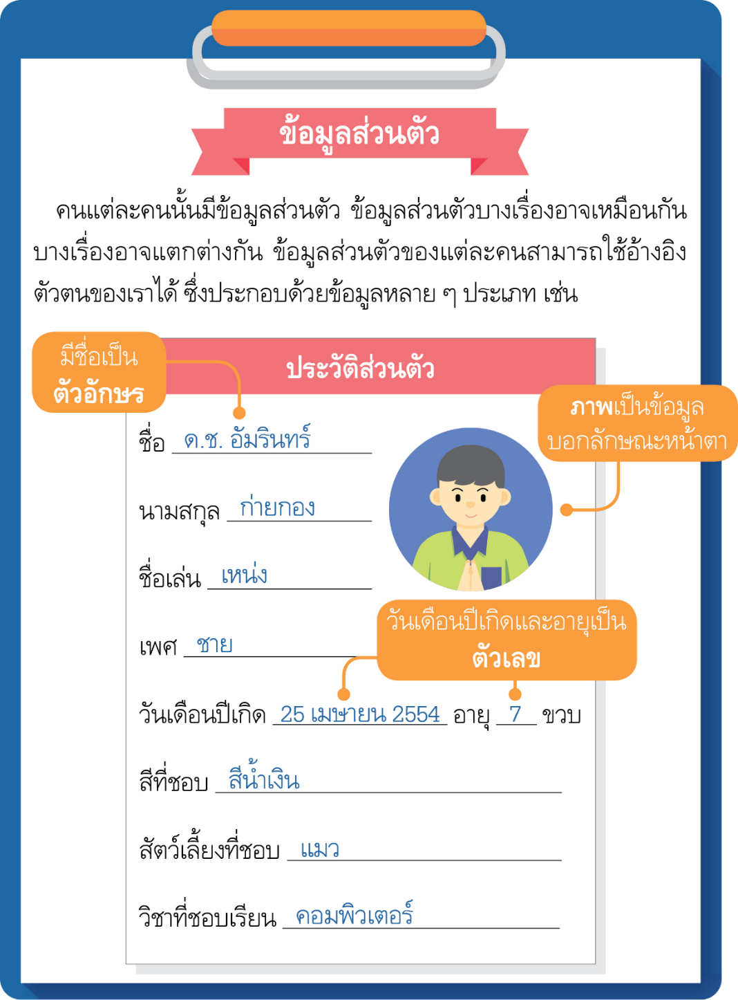 ข้อมูลส่วนตัว
คนแต่ละคนนั้นมีข้อมูลส่วนตัว ข้อมูลส่วนตัวบางเรื่องอาจเหมือนกัน
บางเรื่องอาจแตกต่างกัน ข้อมูลส่วนตัวของแต่ละคนสามารถใช้อ้างอิง
ตัวตนของเราได้ ซึ่งประกอบด้วยข้อมูลหลาย ๆ ประเภท เช่น
มีชื่อเป็น
ตัวอักษร
ประวัติส่วนตัว
ภาพเป็นข้อมูล
บอกลักษณะหน้าตา
ชื่อ ด.ช. อัมรินทร์
นามสกุล ก่ายกอง
ชื่อเล่น เหน่ง
วันเดือนปีเกิดและอายุเป็น
ตัวเลข
เพศ ชาย
วันเดือนปีเกิด 25 เมษายน 2554 อายุ 7 ขวบ
สีที่ชอบ สีน้ำเงิน
สัตว์เลี้ยงที่ชอบ แมว
วิชาที่ชอบเรียน คอมพิวเตอร์